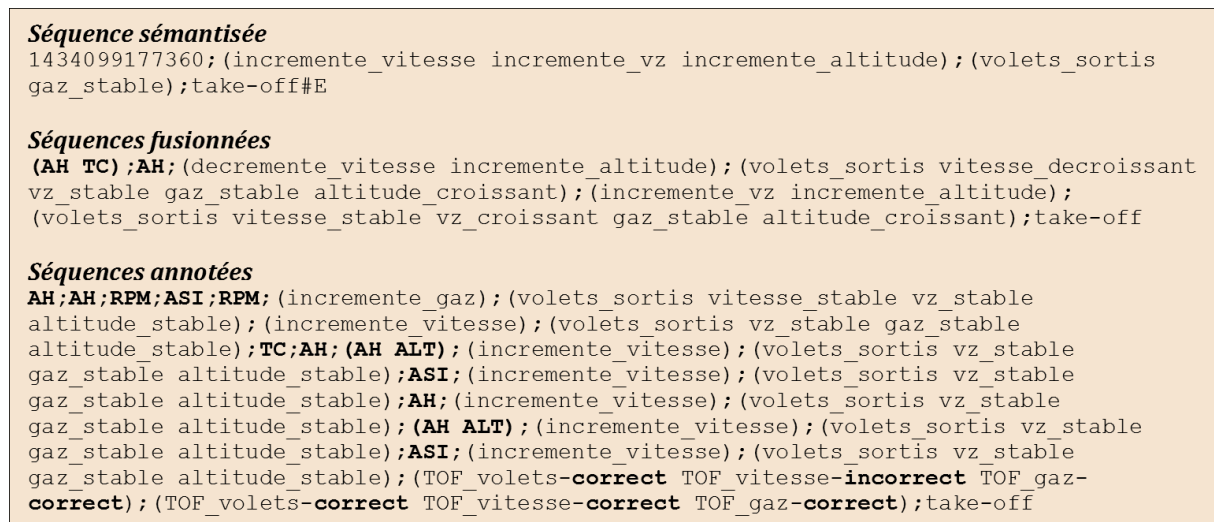 Séquence sémantisée
1434099177360;(incremente_vitesse incremente_vz incremente_altitude);(volets_sortis
gaz_stable);take-off#E
Séquences fusionnées
(AH TC);AH;(decremente_vitesse incremente_altitude);(volets_sortis vitesse_decroissant
vz_stable gaz_stable altitude_croissant);(incremente_vz incremente_altitude);
(volets_sortis vitesse_stable vz_croissant gaz_stable altitude_croissant);take-off
Séquences annotées
AH;AH;RPM;ASI;RPM;(incremente_gaz);(volets_sortis vitesse_stable vz_stable
altitude_stable);(incremente_vitesse);(volets_sortis vz_stable gaz_stable
altitude_stable);TC;AH;(AH ALT);(incremente_vitesse);(volets_sortis vz_stable
gaz_stable altitude_stable);ASI;(incremente_vitesse);(volets_sortis vz_stable
gaz_stable altitude_stable);AH;(incremente_vitesse);(volets_sortis vz_stable
gaz_stable altitude_stable);(AH ALT);(incremente_vitesse);(volets_sortis vz_stable
gaz_stable altitude_stable);ASI;(incremente_vitesse);(volets_sortis vz_stable
gaz_stable altitude_stable);(TOF_volets-correct TOF_vitesse-incorrect TOF_gaz-
correct);(TOF_volets-correct TOF_vitesse-correct TOF_gaz-correct);take-off